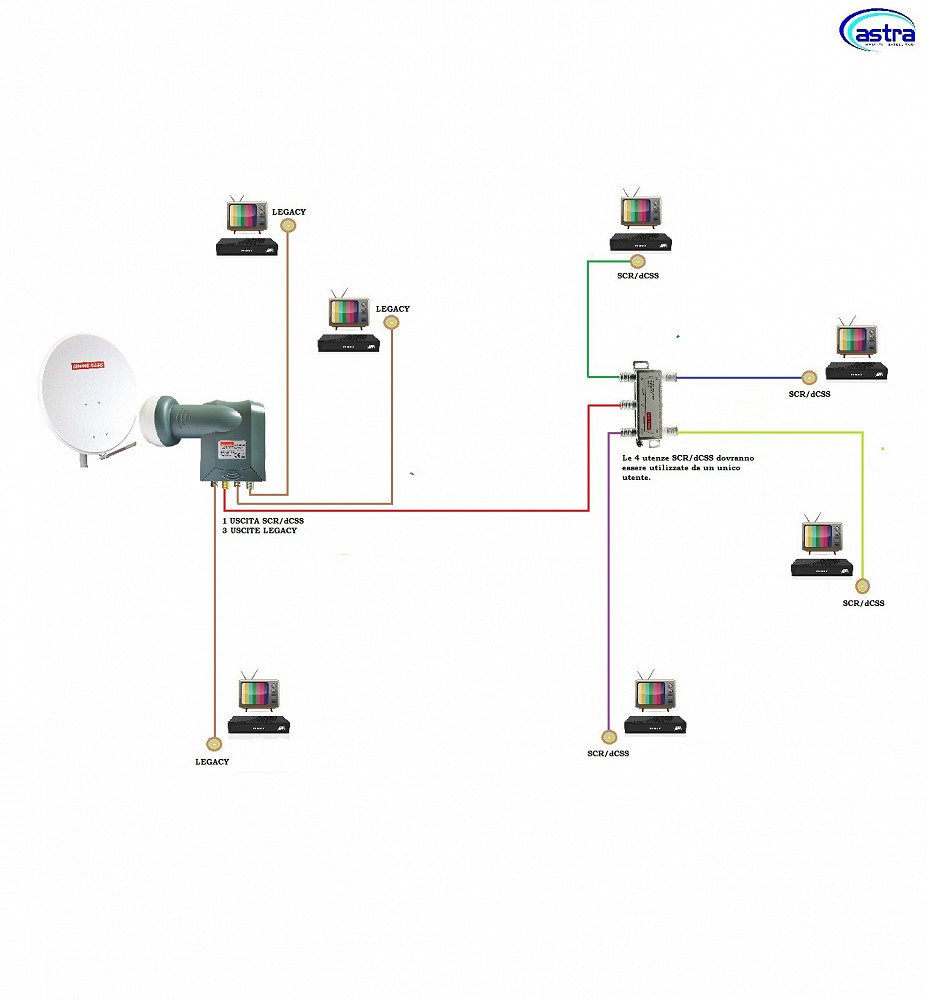 astra
LEGACY
LEGACY
SCR/dCSS
SCR/dCSS
Le 4 utenze SCR/dCSS dovranno
essere utilizzate da un unico
utente.
1 USCITA SCR/dCSS
3 USCITE LEGACY
SCR/dCSS
SCR/dCSS
LEGACY